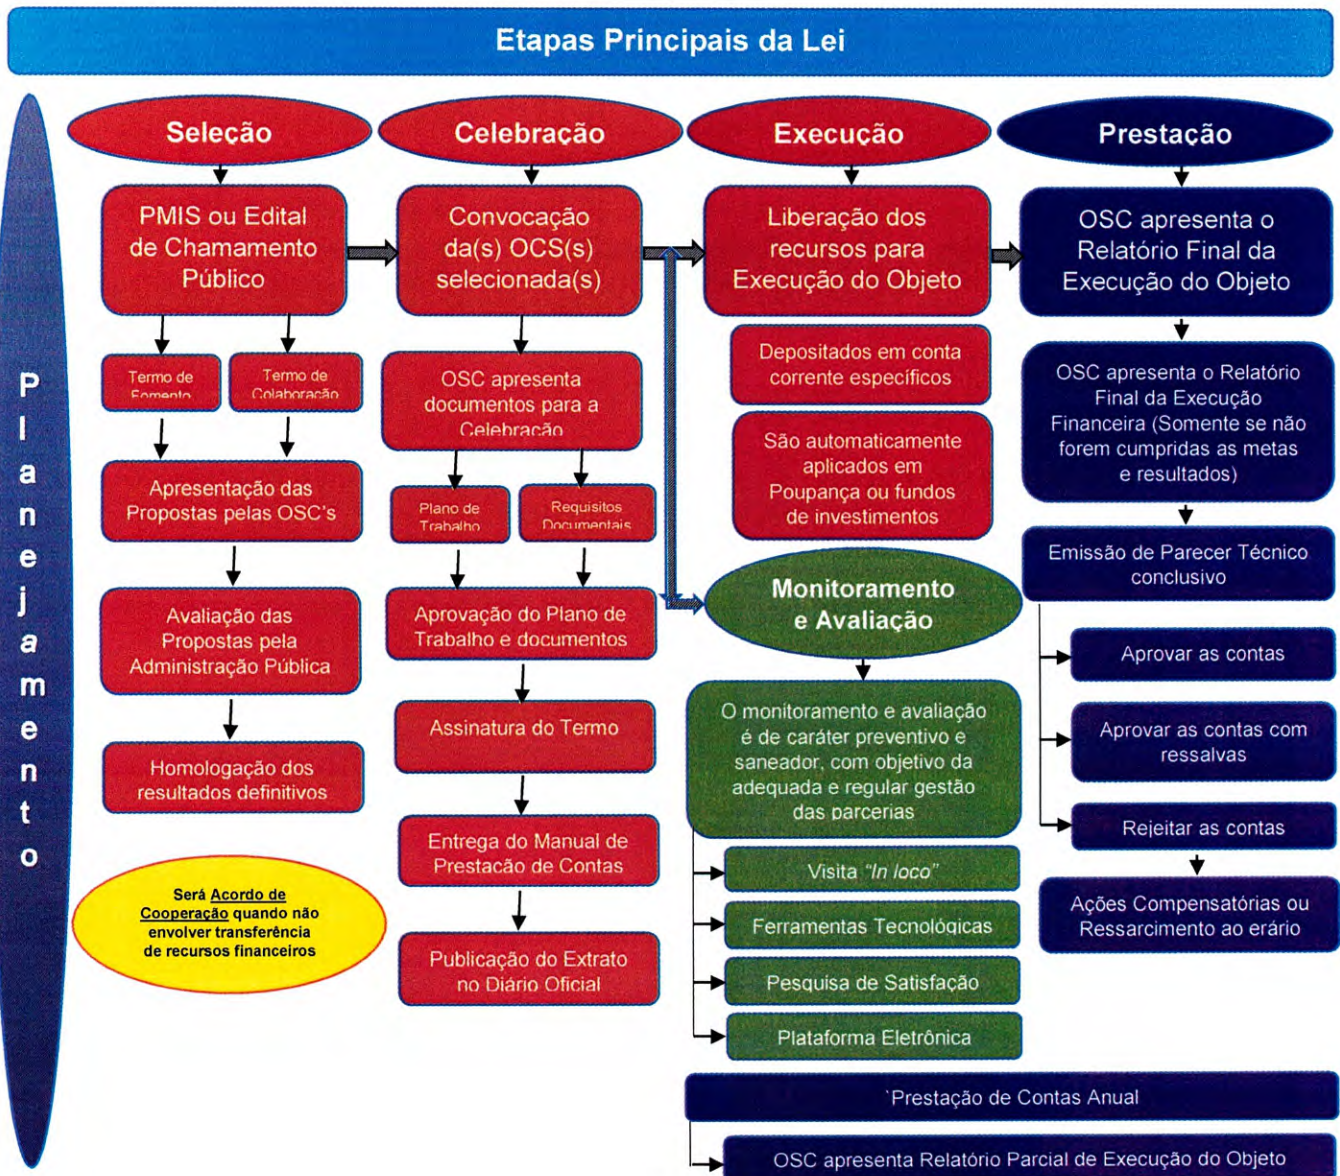 Etapas Principais da Lei
Planejamento
Seleção
PMIS ou Edital
de Chamamento
Público
Termo de
Fomento
Termo de
Colaboração
Apresentação das
Propostas pelas OSC's
Avaliação das
Propostas pela
Administração Pública
Homologação dos
resultados definitivos
Será Acordo de
Cooperação quando não
envolver transferência
de recursos financeiros
Celebração
Convocação
da(s) OCS(s)
selecionada(s)
OSC apresenta
documentos para a
Celebração
Plano de
Trabalho
Requisitos
Documentais
Aprovação do Plano de
Trabalho e documentos
Assinatura do Termo
Entrega do Manual de
Prestação de Contas
Publicação do Extrato
no Diário Oficial
Execução
Liberação dos
recursos para
Execução do Objeto
Depositados em conta
corrente específicos
São automaticamente
aplicados em
Poupança ou fundos
de investimentos
Monitoramento
e Avaliação
O monitoramento e avaliação
é de caráter preventivo e
saneador, com objetivo da
adequada e regular gestão
das parcerias
Visita "In loco"
Ferramentas Tecnológicas
Pesquisa de Satisfação
Plataforma Eletrônica
Prestação
OSC apresenta o
Relatório Final da
Execução do Objeto
OSC apresenta o Relatório
Final da Execução
Financeira (Somente se não
forem cumpridas as metas
e resultados)
Emissão de Parecer Técnico
conclusivo
Aprovar as contas
Aprovar as contas com
ressalvas
Rejeitar as contas
Ações Compensatórias ou
Ressarcimento ao erário
`Prestação de Contas Anual
OSC apresenta Relatório Parcial de Execução do Objeto